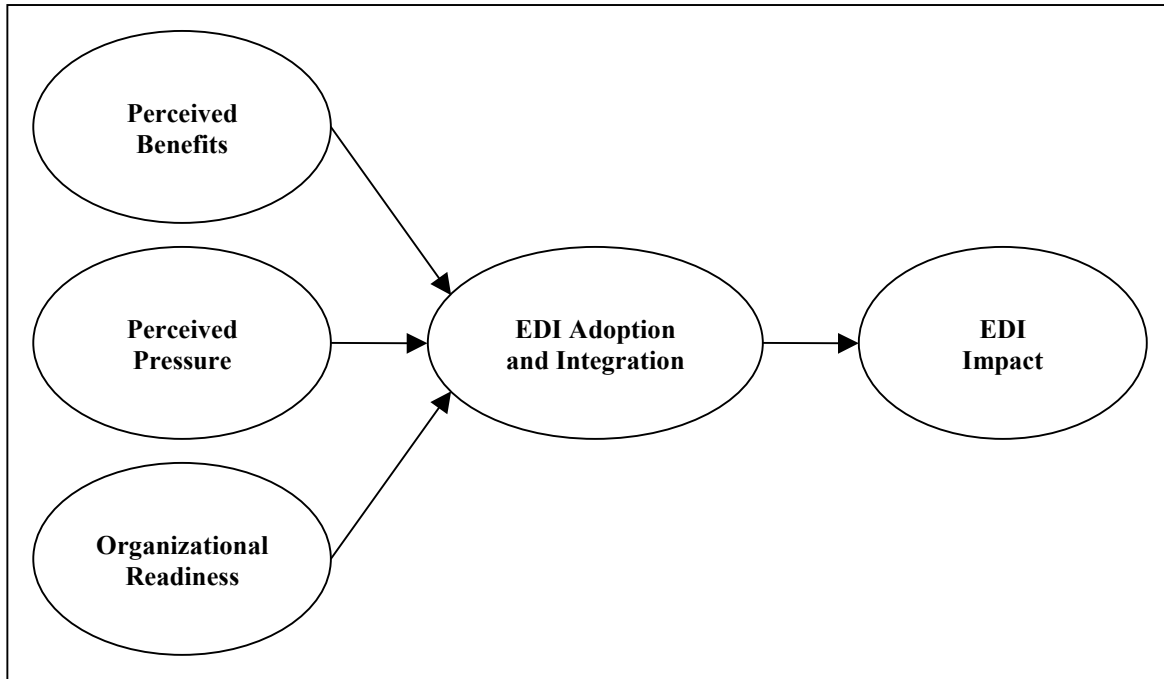 Perceived
Benefits
Perceived
Pressure
Organizational
Readiness
EDI Adoption
and Integration
EDI
Impact